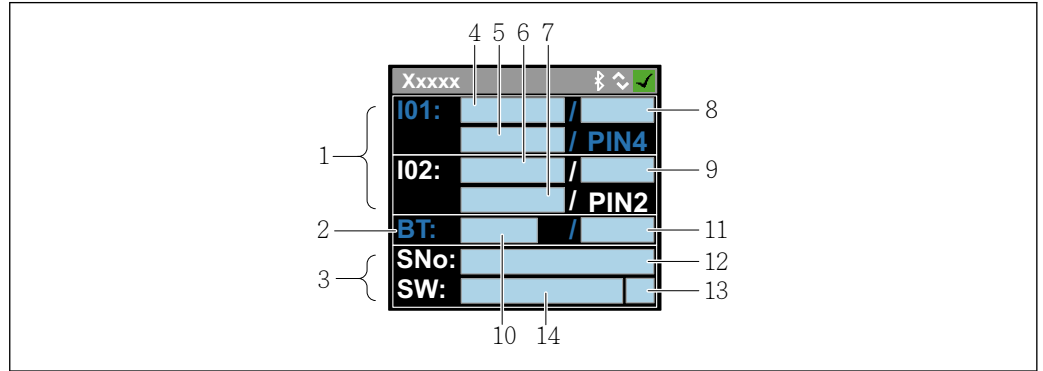 4 5 6 7
Xxxxx
I01: / 8
1 / PIN4
I02: / 9
/ PIN2
2 BT: / 11
SNo: 12
3 SW: 13
10 14